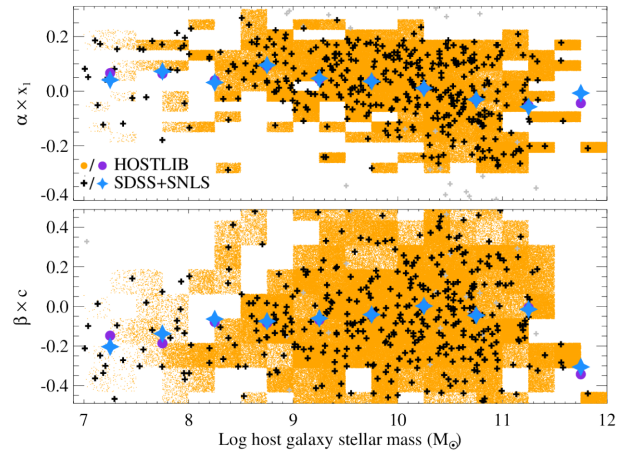 0.2
0.0
-0.2
-0.4
α × x₁
●/● HOSTLIB
+/✦ SDSS+SNLS
0.4
0.2
0.0
-0.2
-0.4
β × c
7 8 9 10 11 12
Log host galaxy stellar mass (M⊙)